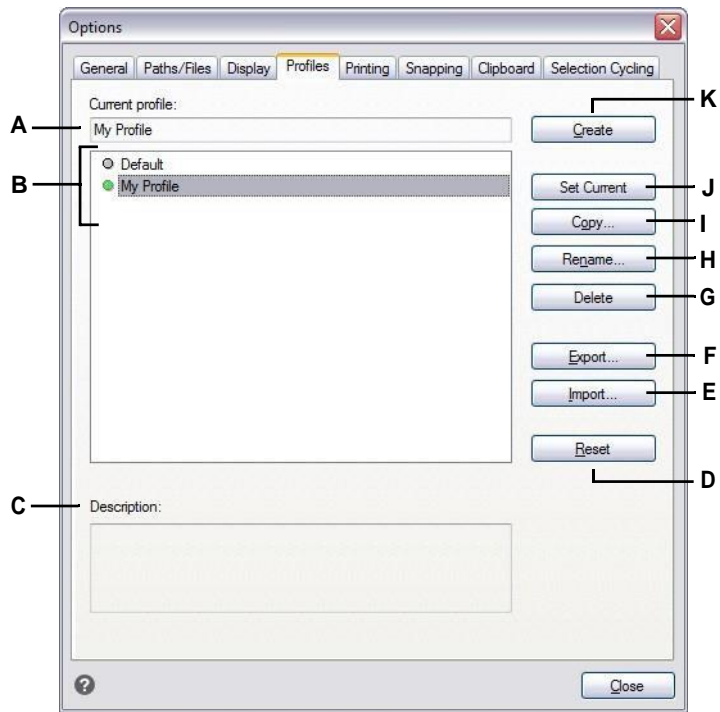 Options
General Paths/Files Display Profiles Printing Snapping Clipboard Selection Cycling
Current profile:
K
A
My Profile
Create
B
Default
My Profile
Set Current
J
Copy...
I
Rename...
H
Delete
G
Export...
F
Import...
E
Reset
D
C
Description:
?
Close